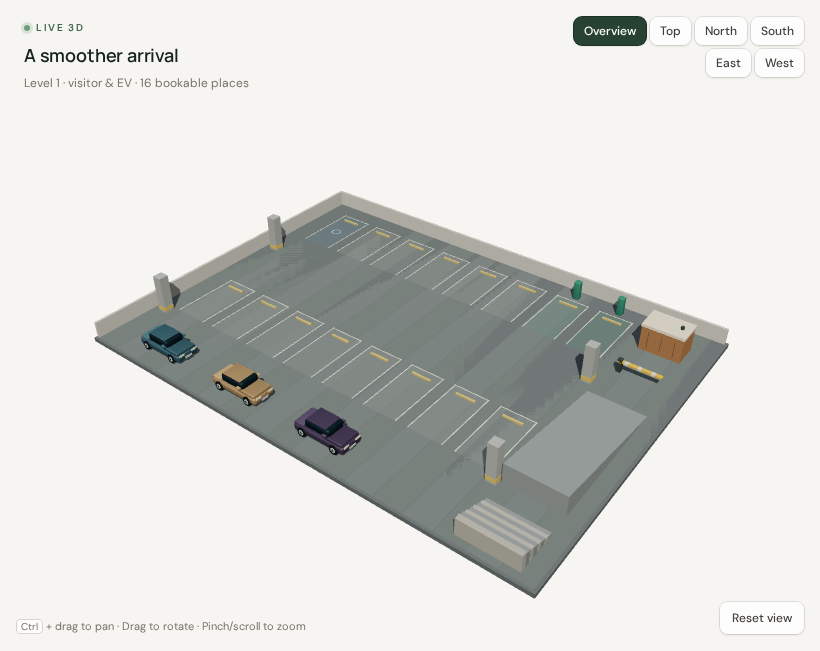 LIVE 3D
A smoother arrival
Level 1 · visitor & EV · 16 bookable places
Overview
Top
North
South
East
West
Ctrl + drag to pan · Drag to rotate · Pinch/scroll to zoom
Reset view